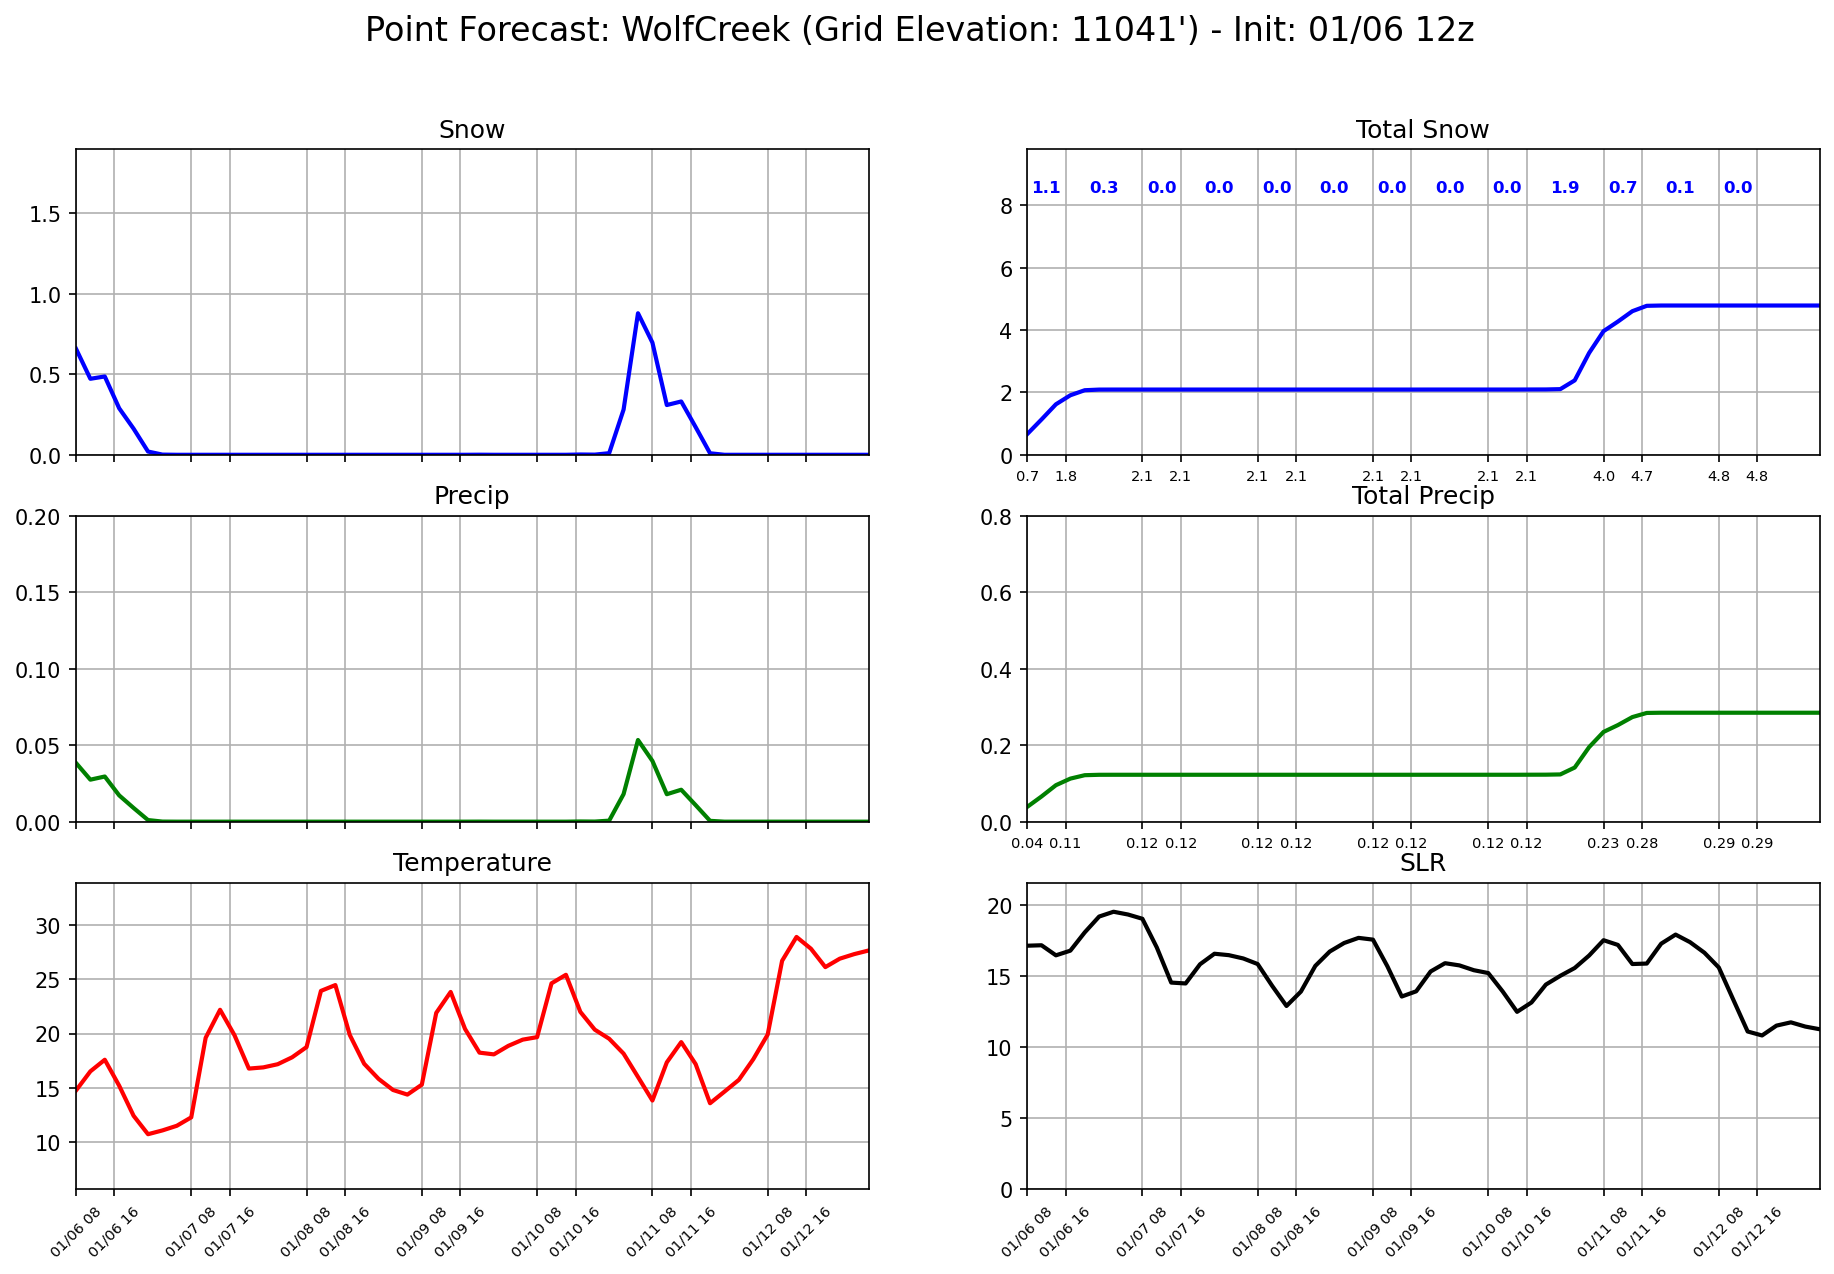 Point Forecast: WolfCreek (Grid Elevation: 11041') - Init: 01/06 12z
Snow
1.5
1.0
0.5
0.0
Total Snow
1.1 0.3 0.0 0.0 0.0 0.0 0.0 0.0 0.0 1.9 0.7 0.1 0.0
8
6
4
2
0
0.7 1.8 2.1 2.1 2.1 2.1 2.1 2.1 2.1 2.1 4.0 4.7 4.8 4.8
Precip
0.20
0.15
0.10
0.05
0.00
Total Precip
0.8
0.6
0.4
0.2
0.0
0.04 0.11 0.12 0.12 0.12 0.12 0.12 0.12 0.12 0.12 0.23 0.28 0.29 0.29
Temperature
30
25
20
15
10
01/06 08 01/06 16 01/07 08 01/07 16 01/08 08 01/08 16 01/09 08 01/09 16 01/10 08 01/10 16 01/11 08 01/11 16 01/12 08 01/12 16
SLR
20
15
10
5
0
01/06 08 01/06 16 01/07 08 01/07 16 01/08 08 01/08 16 01/09 08 01/09 16 01/10 08 01/10 16 01/11 08 01/11 16 01/12 08 01/12 16